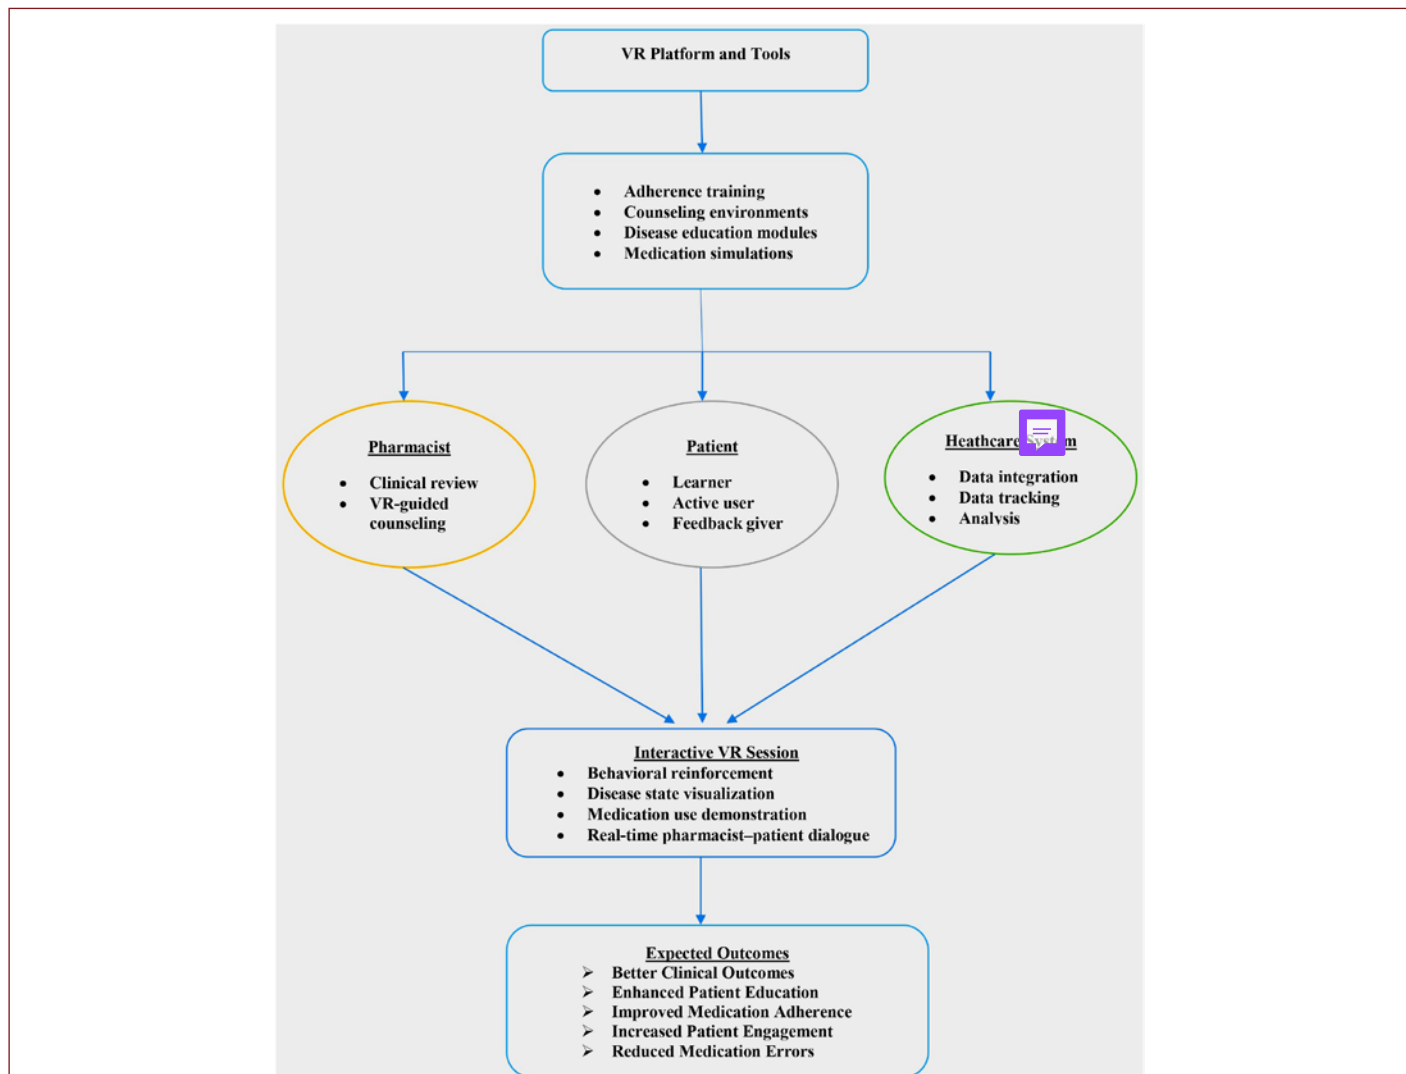 VR Platform and Tools
• Adherence training
• Counseling environments
• Disease education modules
• Medication simulations
Pharmacist
• Clinical review
• VR-guided
counseling
Patient
• Learner
• Active user
• Feedback giver
Heathcare System
• Data integration
• Data tracking
• Analysis
Interactive VR Session
• Behavioral reinforcement
• Disease state visualization
• Medication use demonstration
• Real-time pharmacist–patient dialogue
Expected Outcomes
➢ Better Clinical Outcomes
➢ Enhanced Patient Education
➢ Improved Medication Adherence
➢ Increased Patient Engagement
➢ Reduced Medication Errors